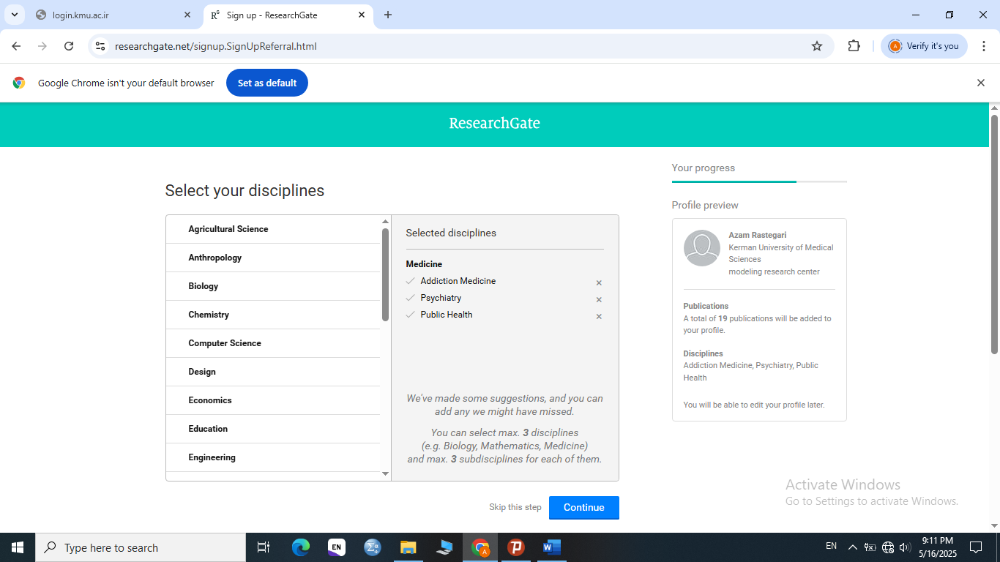 login.kmu.ac.ir
Sign up - ResearchGate
researchgate.net/signup.SignUpReferral.html
Verify it's you
Google Chrome isn't your default browser
Set as default
ResearchGate
Select your disciplines
Agricultural Science
Anthropology
Biology
Chemistry
Computer Science
Design
Economics
Education
Engineering
Selected disciplines
Medicine
Addiction Medicine
Psychiatry
Public Health
We've made some suggestions, and you can
add any we might have missed.
You can select max. 3 disciplines
(e.g. Biology, Mathematics, Medicine)
and max. 3 subdisciplines for each of them.
Skip this step
Continue
Your progress
Profile preview
Azam Rastegari
Kerman University of Medical
Sciences
modeling research center
Publications
A total of 19 publications will be added to
your profile.
Disciplines
Addiction Medicine, Psychiatry, Public
Health
You will be able to edit your profile later.
Activate Windows
Go to Settings to activate Windows.
Type here to search
EN
EN
9:11 PM
5/16/2025